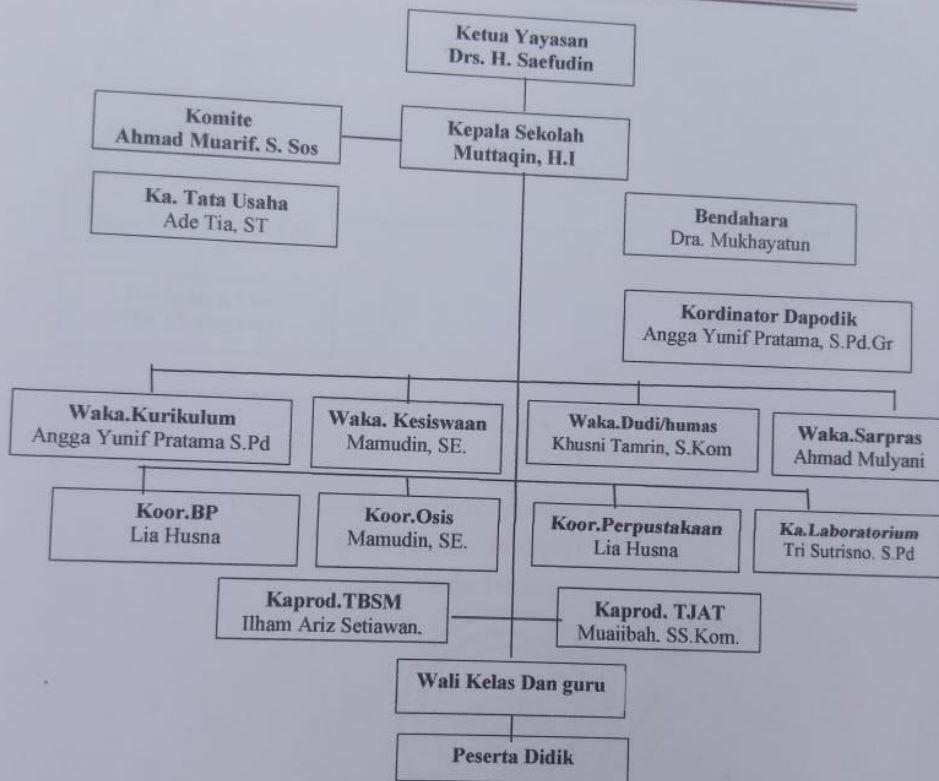 Ketua Yayasan
Drs. H. Saefudin
Komite
Ahmad Muarif. S. Sos
Kepala Sekolah
Muttaqin, H.I
Ka. Tata Usaha
Ade Tia, ST
Bendahara
Dra. Mukhayatun
Kordinator Dapodik
Angga Yunif Pratama, S.Pd.Gr
Waka.Kurikulum
Angga Yunif Pratama S.Pd
Waka. Kesiswaan
Mamudin, SE.
Waka.Dudi/humas
Khusni Tamrin, S.Kom
Waka.Sarpras
Ahmad Mulyani
Koor.BP
Lia Husna
Koor.Osis
Mamudin, SE.
Koor.Perpustakaan
Lia Husna
Ka.Laboratorium
Tri Sutrisno. S.Pd
Kaprod.TBSM
Ilham Ariz Setiawan.
Kaprod. TJAT
Muaiibah. SS.Kom.
Wali Kelas Dan guru
Peserta Didik